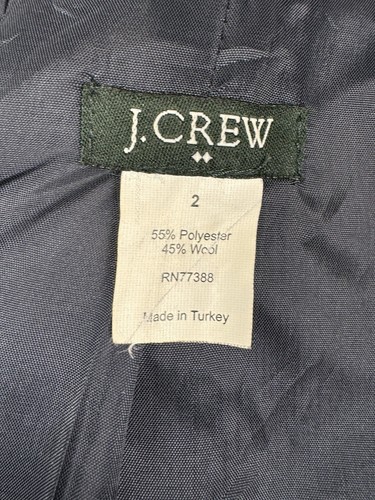 J.CREW
2
55% Polyester
45% Wool
RN77388
Made in Turkey